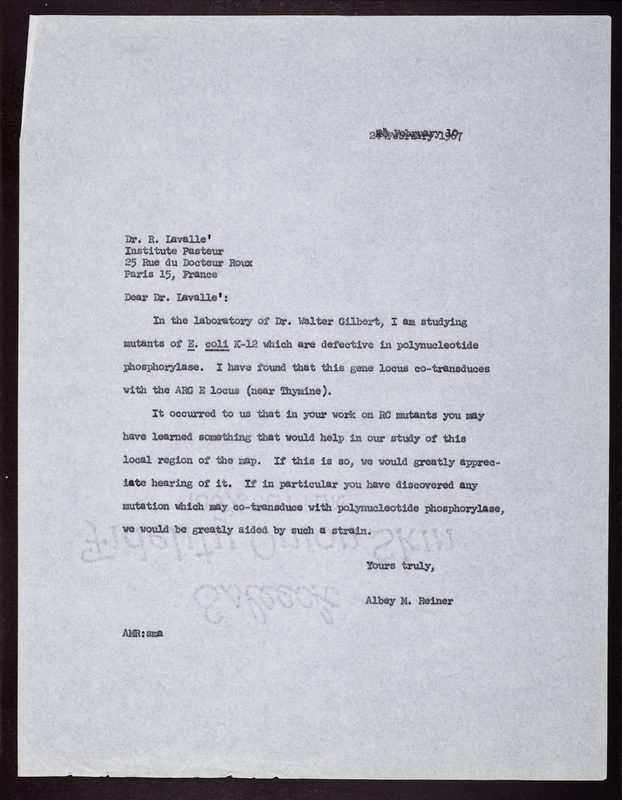 February 1967
Dr. R. Lavalle'
Institute Pasteur
25 Rue du Docteur Roux
Paris 15, France
Dear Dr. Lavalle':
In the laboratory of Dr. Walter Gilbert, I am studying
mutants of E. coli K-12 which are defective in polynucleotide
phosphorylase. I have found that this gene locus co-transduces
with the ARG E locus (near Thymine).
It occurred to us that in your work on RC mutants you may
have learned something that would help in our study of this
local region of the map. If this is so, we would greatly apprec-
iate hearing of it. If in particular you have discovered any
mutation which may co-transduce with polynucleotide phosphorylase,
we would be greatly aided by such a strain.
Fidelity Onion Skin
Esleeck
Yours truly,
Albey M. Reiner
AMR:sma